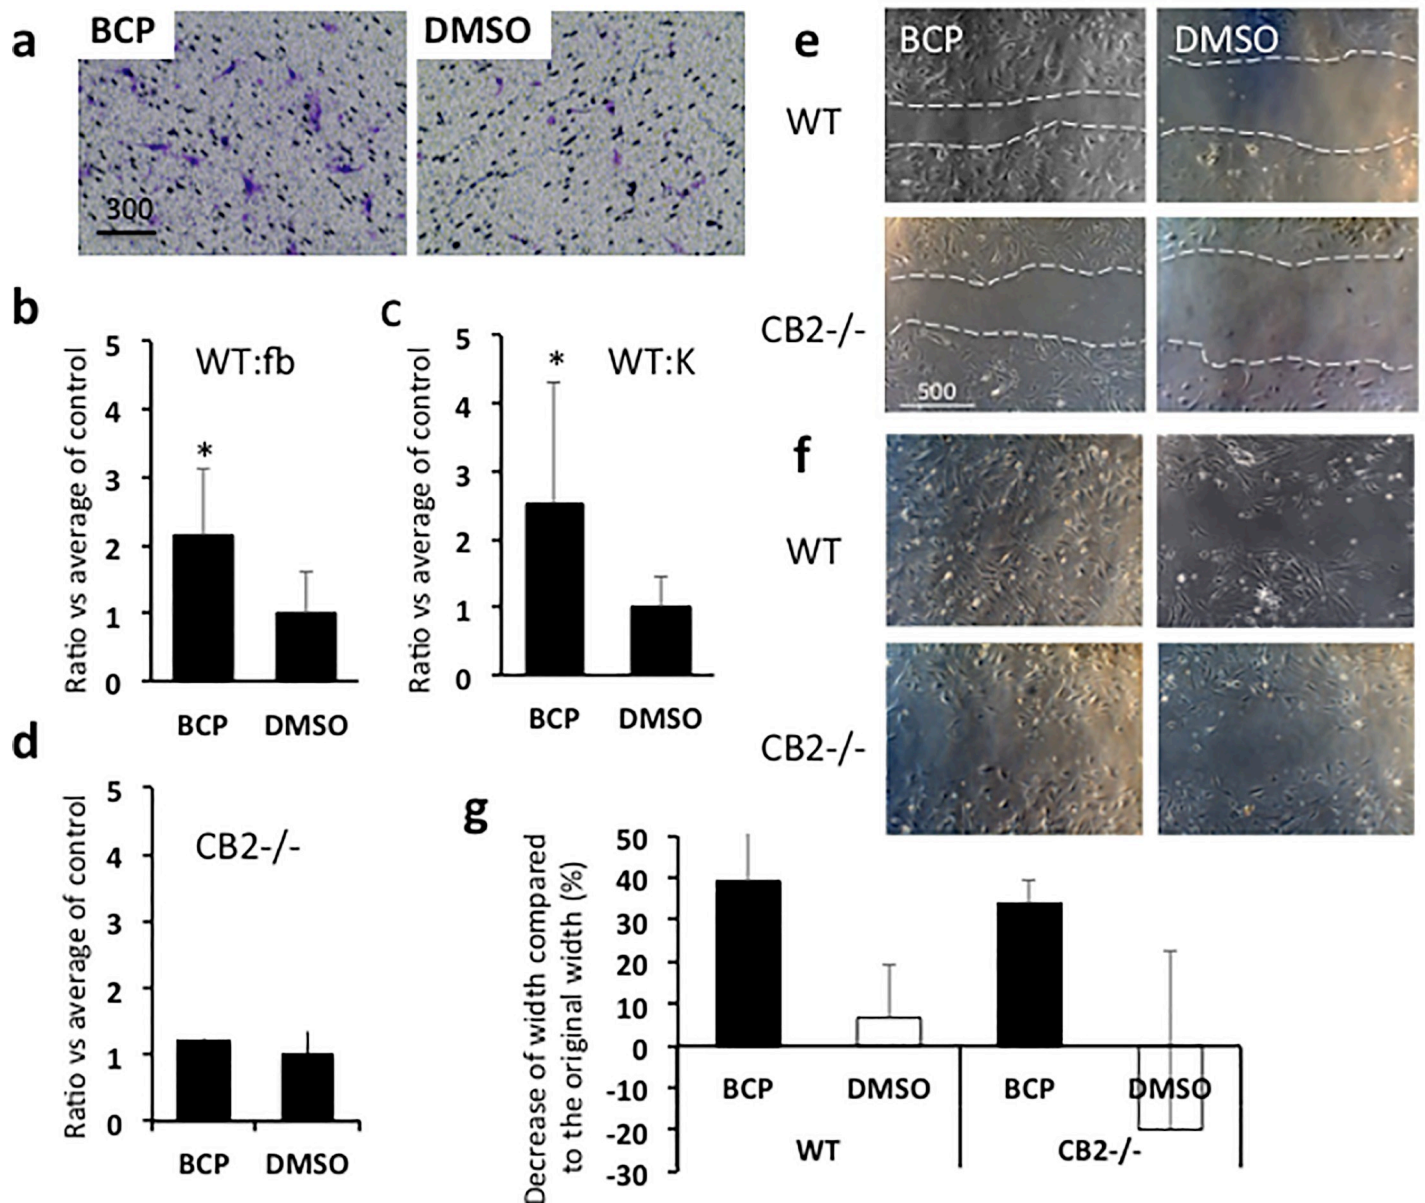 a
BCP
DMSO
300
b
Ratio vs average of control
5
4
3
2
1
0
WT:fb
*
BCP
DMSO
c
Ratio vs average of control
5
4
3
2
1
0
WT:K
*
BCP
DMSO
d
Ratio vs average of control
5
4
3
2
1
0
CB2-/-
BCP
DMSO
e
BCP
DMSO
WT
CB2-/-
500
f
WT
CB2-/-
g
Decrease of width compared
to the original width (%)
50
40
30
20
10
0
-10
-20
-30
BCP
DMSO
BCP
DMSO
WT
CB2-/-